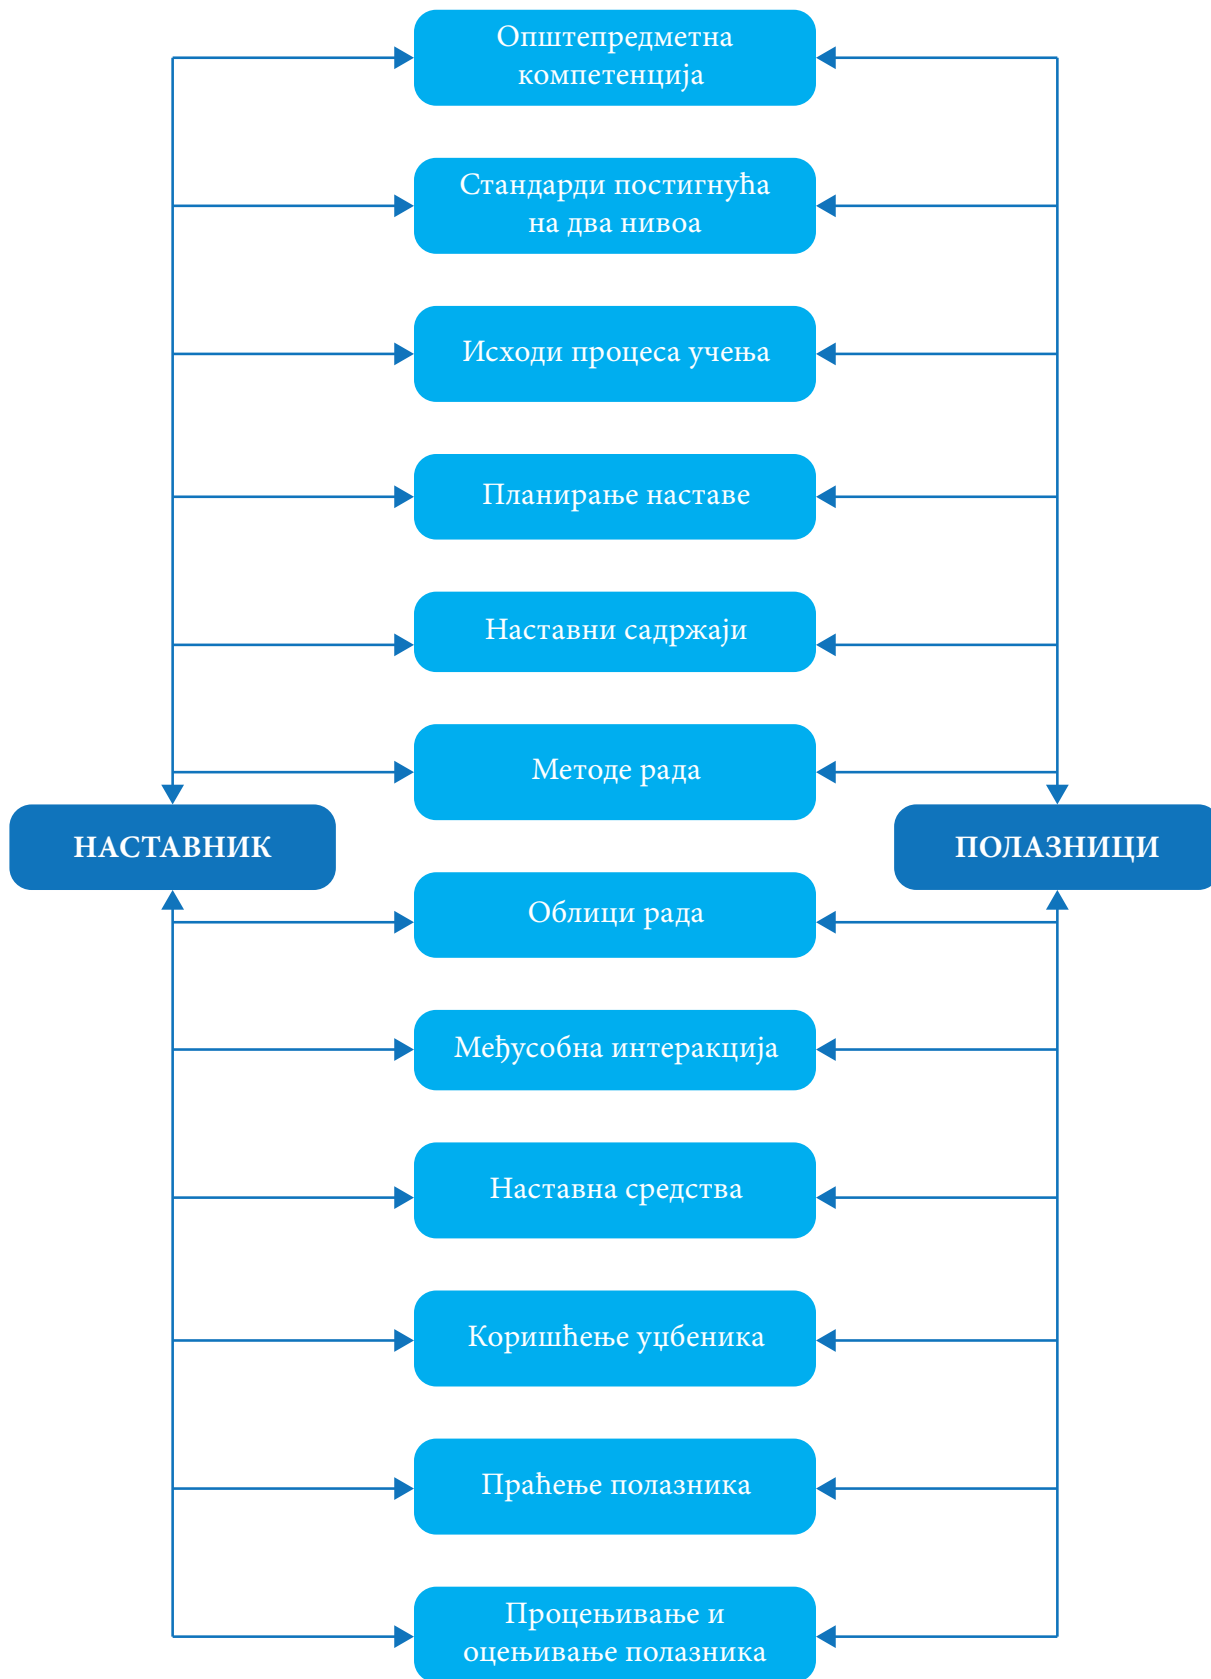 Општепредметна
компетенција
Стандарди постигнућа
на два нивоа
Исходи процеса учења
Планирање наставе
Наставни садржаји
Методе рада
НАСТАВНИК
ПОЛАЗНИЦИ
Облици рада
Међусобна интеракција
Наставна средства
Коришћење уџбеника
Праћење полазника
Процењивање и
оцењивање полазника